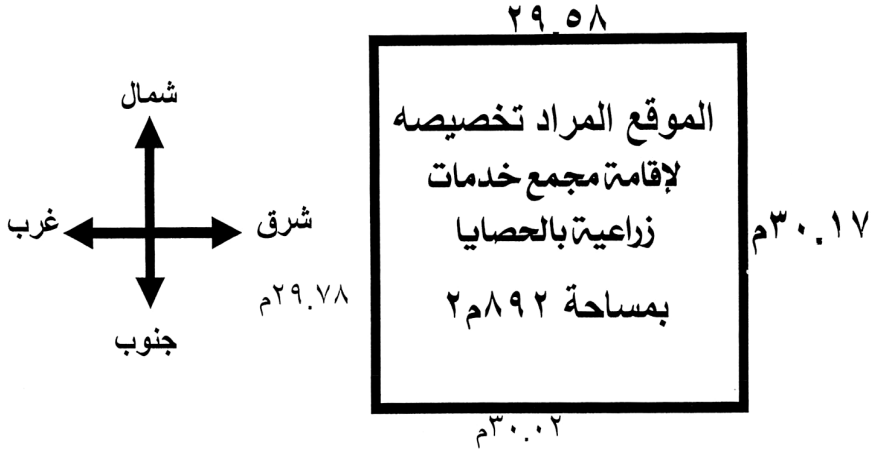 ٢٩.٥٨
شمال
غرب
شرق
جنوب
الموقع المراد تخصيصه
لإقامة مجمع خدمات
زراعية بالحصايا
بمساحة ٨٩٢م٢
٣٠.١٧م
٢٩.٧٨م
٣٠.٠٢م